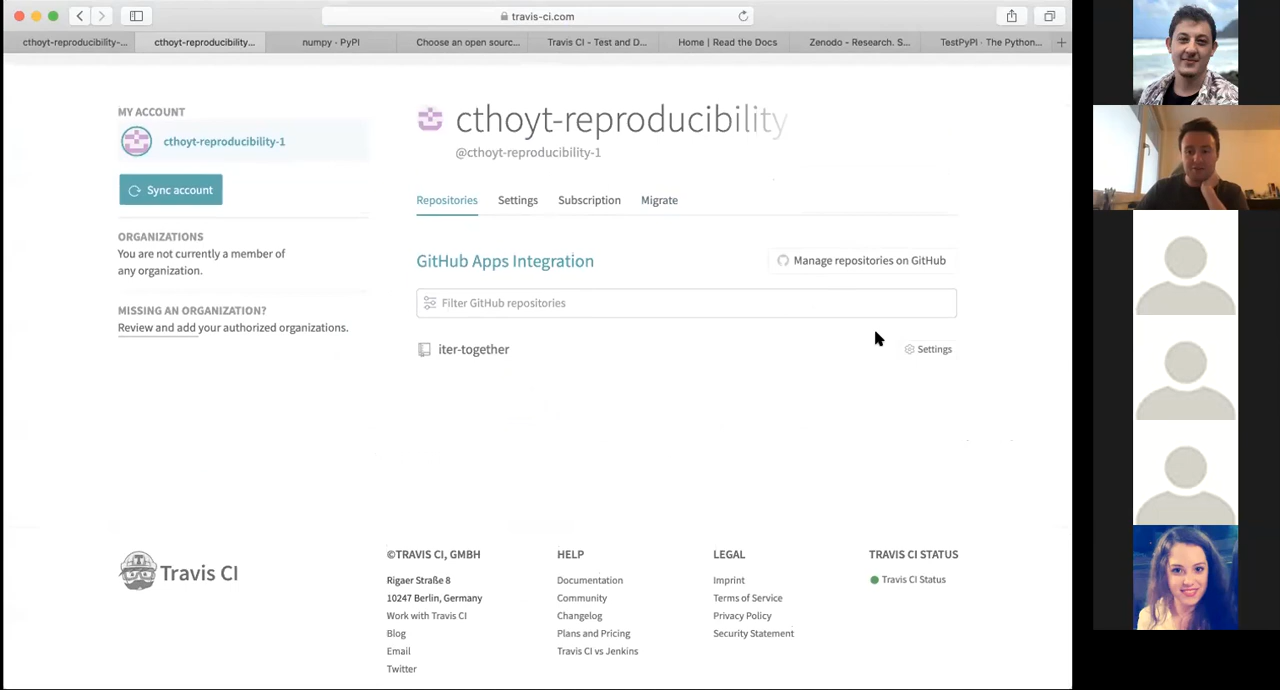 travis-ci.com
cthoyt-reproducibility-... cthoyt-reproducibility... numpy · PyPI Choose an open sourc... Travis CI - Test and D... Home | Read the Docs Zenodo - Research. S... TestPyPI · The Python...
MY ACCOUNT
cthoyt-reproducibility-1
Sync account
ORGANIZATIONS
You are not currently a member of
any organization.
MISSING AN ORGANIZATION?
Review and add your authorized organizations.
cthoyt-reproducibility
@cthoyt-reproducibility-1
Repositories Settings Subscription Migrate
GitHub Apps Integration
Manage repositories on GitHub
Filter GitHub repositories
iter-together
Settings
Travis CI
©TRAVIS CI, GMBH
Rigaer Straße 8
10247 Berlin, Germany
Work with Travis CI
Blog
Email
Twitter
HELP
Documentation
Community
Changelog
Plans and Pricing
Travis CI vs Jenkins
LEGAL
Imprint
Terms of Service
Privacy Policy
Security Statement
TRAVIS CI STATUS
Travis CI Status